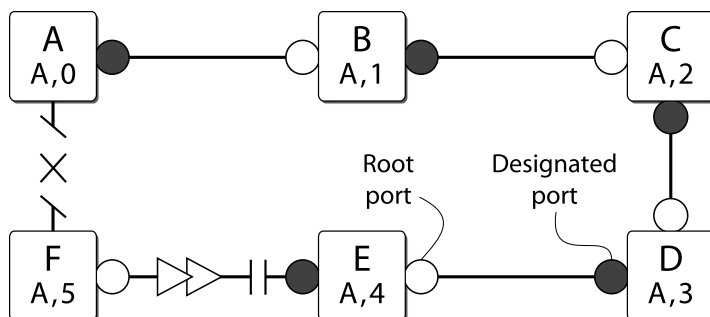 A
A,0
B
A,1
C
A,2
Root
port
Designated
port
F
A,5
E
A,4
D
A,3